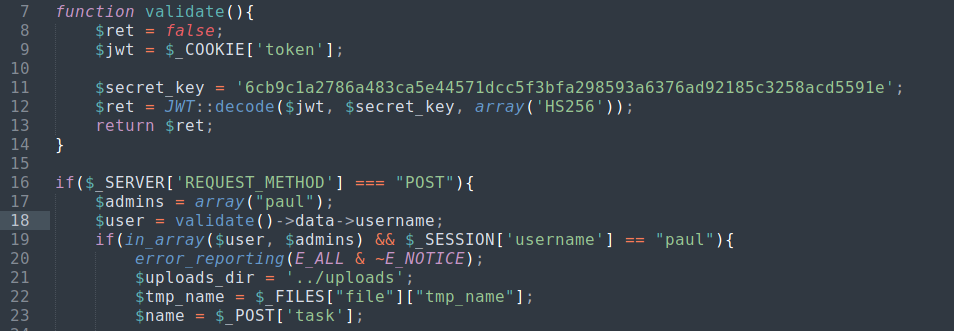 7 function validate(){
8 $ret = false;
9 $jwt = $_COOKIE['token'];
10
11 $secret_key = '6cb9c1a2786a483ca5e44571dcc5f3bfa298593a6376ad92185c3258acd5591e';
12 $ret = JWT::decode($jwt, $secret_key, array('HS256'));
13 return $ret;
14 }
15
16 if($_SERVER['REQUEST_METHOD'] === "POST"){
17 $admins = array("paul");
18 $user = validate()->data->username;
19 if(in_array($user, $admins) && $_SESSION['username'] == "paul"){
20 error_reporting(E_ALL & ~E_NOTICE);
21 $uploads_dir = '../uploads';
22 $tmp_name = $_FILES["file"]["tmp_name"];
23 $name = $_POST['task'];